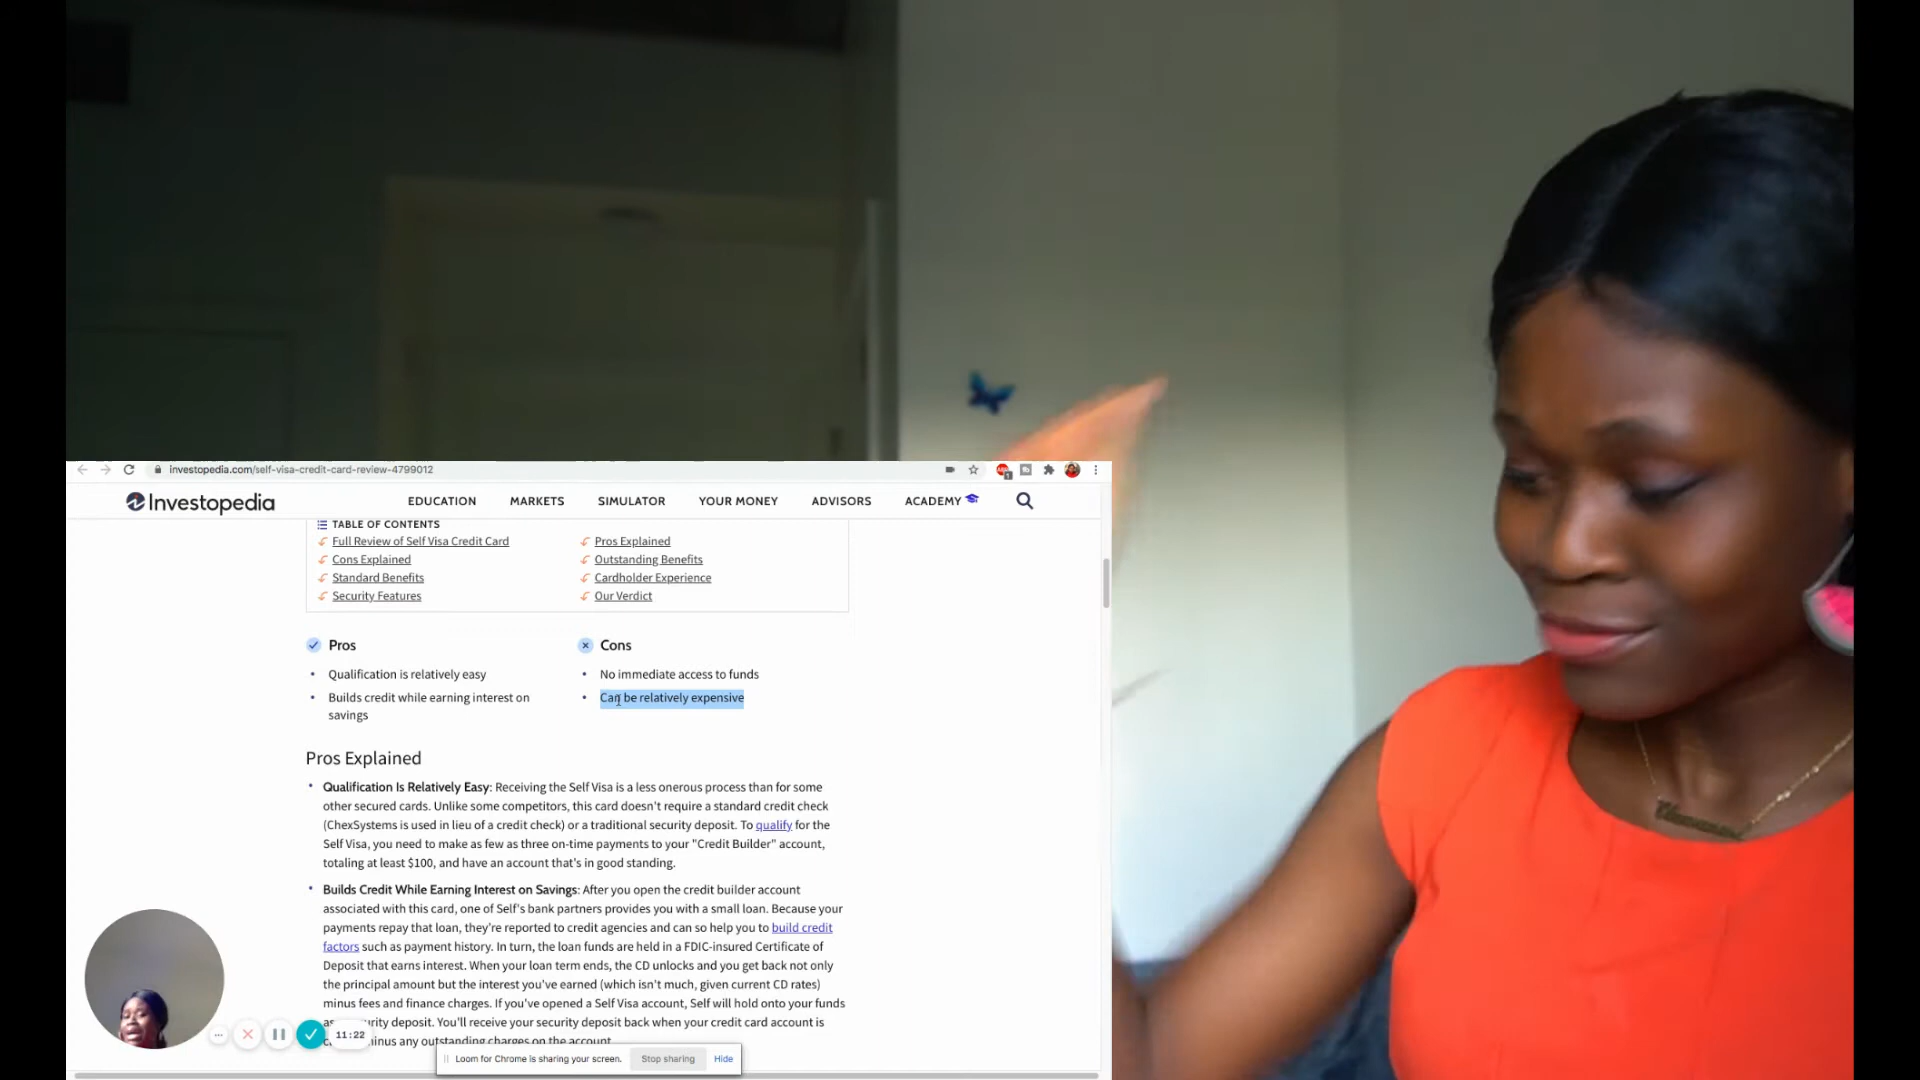 investopedia.com/self-visa-credit-card-review-4799012
Investopedia
EDUCATION MARKETS SIMULATOR YOUR MONEY ADVISORS ACADEMY
TABLE OF CONTENTS
Full Review of Self Visa Credit Card
Cons Explained
Standard Benefits
Security Features
Pros Explained
Outstanding Benefits
Cardholder Experience
Our Verdict
Pros
• Qualification is relatively easy
• Builds credit while earning interest on
savings
Cons
• No immediate access to funds
• Can be relatively expensive
Pros Explained
• Qualification Is Relatively Easy: Receiving the Self Visa is a less onerous process than for some
other secured cards. Unlike some competitors, this card doesn't require a standard credit check
(ChexSystems is used in lieu of a credit check) or a traditional security deposit. To qualify for the
Self Visa, you need to make as few as three on-time payments to your "Credit Builder" account,
totaling at least $100, and have an account that's in good standing.
• Builds Credit While Earning Interest on Savings: After you open the credit builder account
associated with this card, one of Self's bank partners provides you with a small loan. Because your
payments repay that loan, they're reported to credit agencies and can so help you to build credit
factors such as payment history. In turn, the loan funds are held in a FDIC-insured Certificate of
Deposit that earns interest. When your loan term ends, the CD unlocks and you get back not only
the principal amount but the interest you've earned (which isn't much, given current CD rates)
minus fees and finance charges. If you've opened a Self Visa account, Self will hold onto your funds
deposit. You'll receive your security deposit back when your credit card account is
minus any outstanding charges on the account.
11:22
Loom for Chrome is sharing your screen. Stop sharing Hide